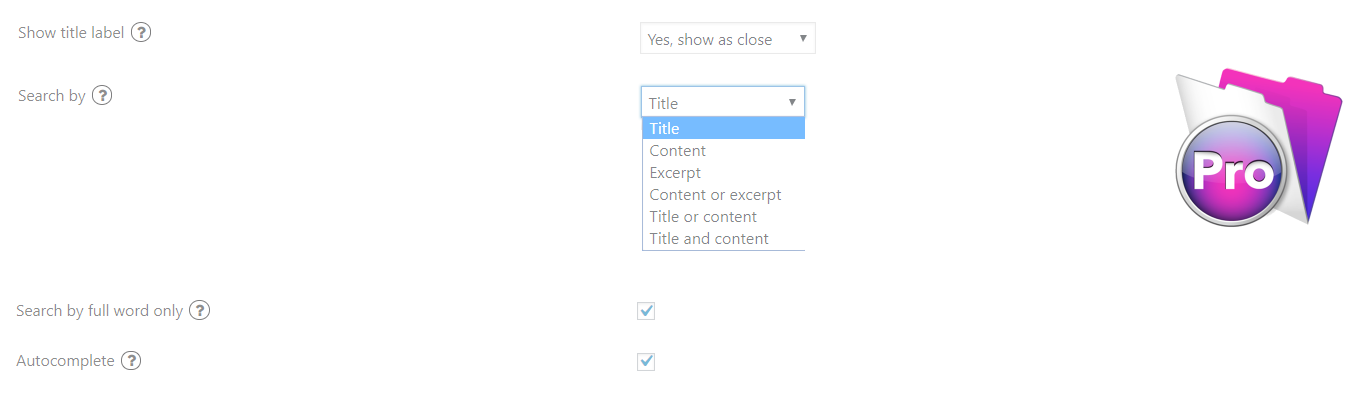 Show title label ?
Yes, show as close
Search by ?
Title
Title
Content
Excerpt
Content or excerpt
Title or content
Title and content
Pro
Search by full word only ?
Autocomplete ?